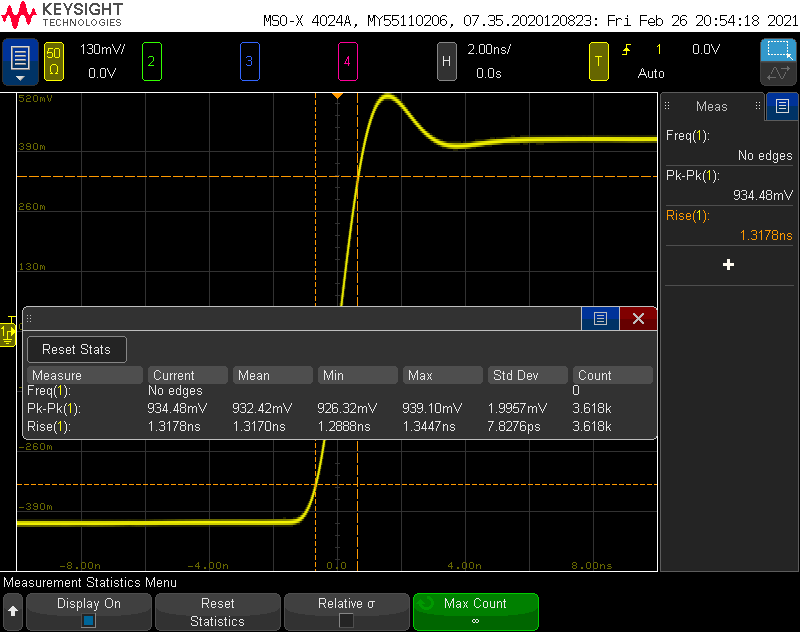 KEYSIGHT
TECHNOLOGIES
MSO-X 4024A, MY55110206, 07.35.2020120823: Fri Feb 26 20:54:18 2021
50 Ω 130mV/ 0.0V
2
3
4
H 2.00ns/ 0.0s
T 1 0.0V Auto
520mV
390m
260m
130m
-260m
-390m
-8.00n -4.00n 0.0 4.00n 8.00n
T
1
Meas
Freq(1):
No edges
Pk-Pk(1):
934.48mV
Rise(1):
1.3178ns
Reset Stats
Measure Current Mean Min Max Std Dev Count
Freq(1): No edges 0
Pk-Pk(1): 934.48mV 932.42mV 926.32mV 939.10mV 1.9957mV 3.618k
Rise(1): 1.3178ns 1.3170ns 1.2888ns 1.3447ns 7.8276ps 3.618k
Measurement Statistics Menu
Display On
Reset Statistics
Relative σ
Max Count
∞